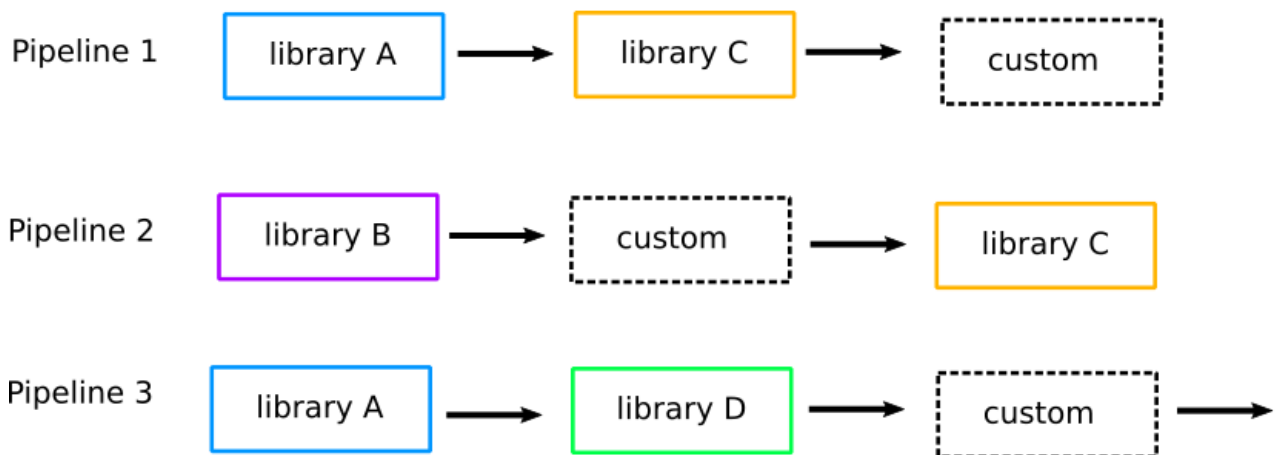 Pipeline 1 library A library C custom
Pipeline 2 library B custom library C
Pipeline 3 library A library D custom